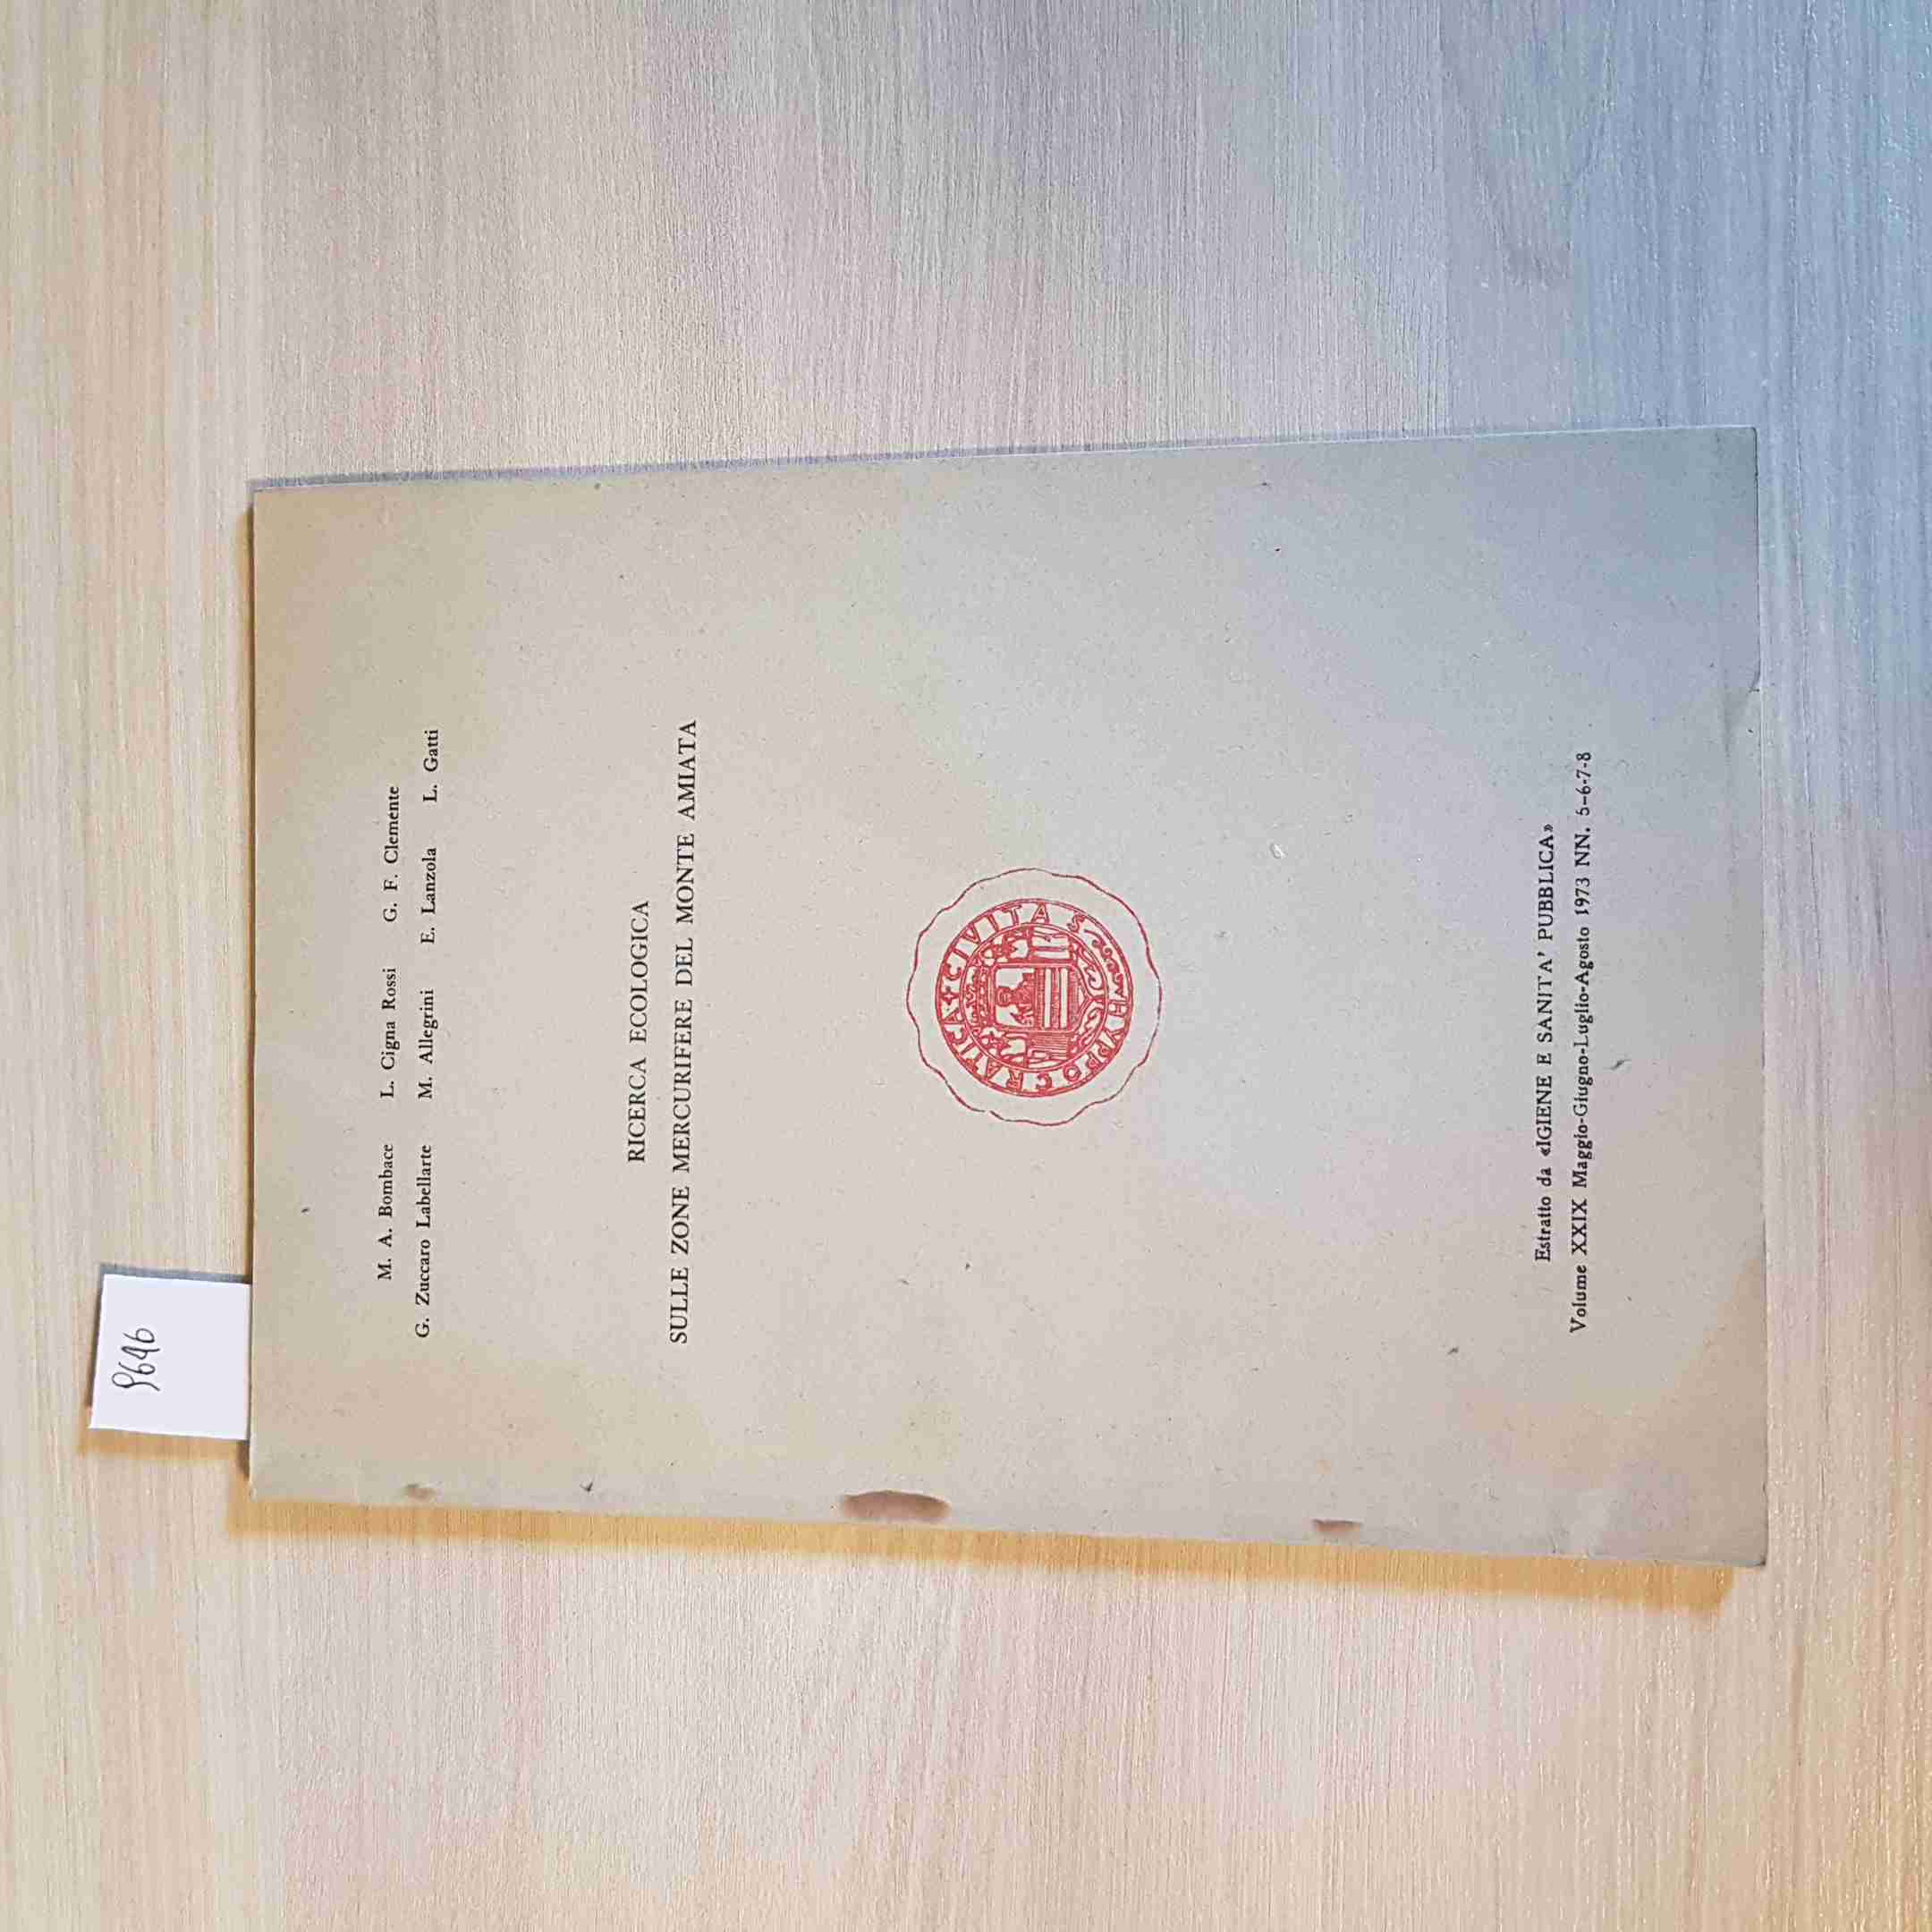 9646
M. A. Bombace L. Cigna Rossi G. F. Clemente
G. Zuccaro Labellarte M. Allegrini E. Lanzola L. Gatti
RICERCA ECOLOGICA
SULLE ZONE MERCURIFERE DEL MONTE AMIATA
CIVITAS HYPPOCRATICA
Estratto da «IGIENE E SANITA' PUBBLICA»
Volume XXIX Maggio-Giugno-Luglio-Agosto 1973 NN. 5-6-7-8